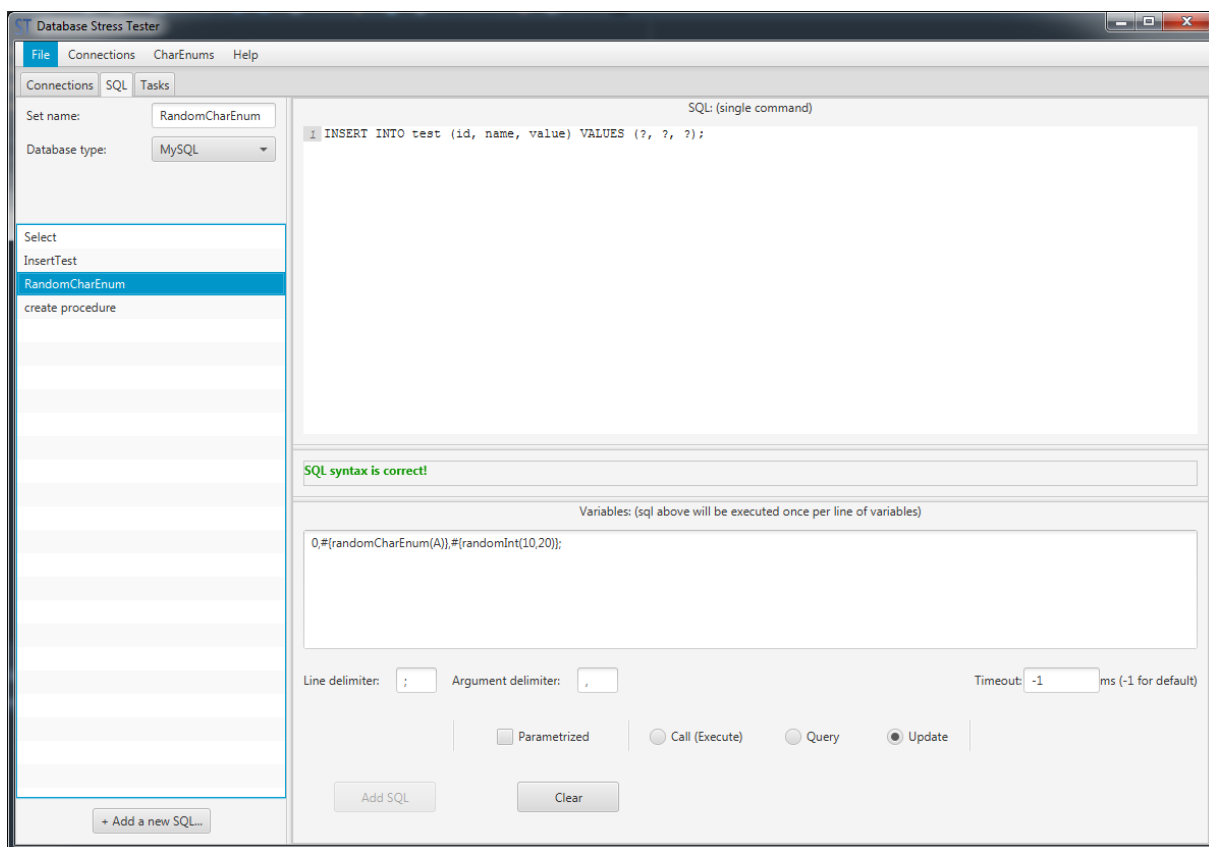 ST Database Stress Tester
File Connections CharEnums Help
Connections SQL Tasks
Set name: RandomCharEnum
Database type: MySQL
Select
InsertTest
RandomCharEnum
create procedure
+ Add a new SQL...
SQL: (single command)
1 INSERT INTO test (id, name, value) VALUES (?, ?, ?);
SQL syntax is correct!
Variables: (sql above will be executed once per line of variables)
0,#{randomCharEnum(A)},#{randomInt(10,20)};
Line delimiter: ; Argument delimiter: , Timeout: -1 ms (-1 for default)
Parametrized Call (Execute) Query Update
Add SQL Clear